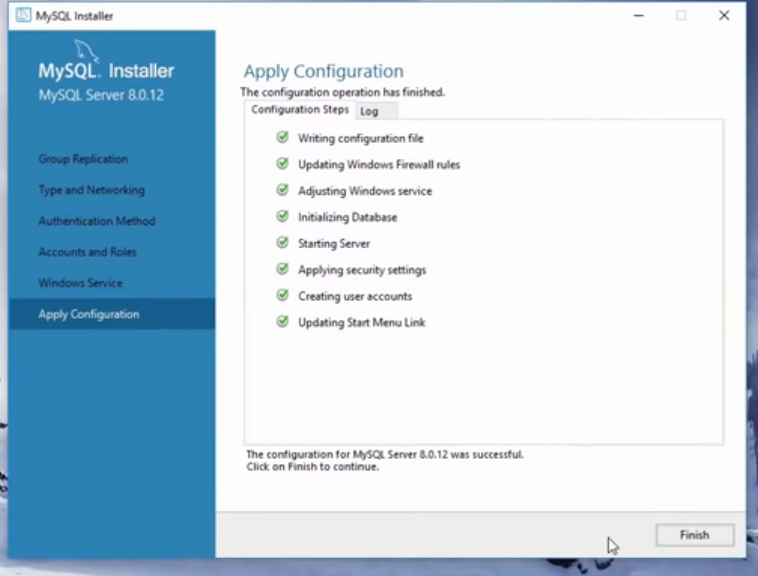 MySQL Installer
MySQL. Installer
MySQL Server 8.0.12
Group Replication
Type and Networking
Authentication Method
Accounts and Roles
Windows Service
Apply Configuration
Apply Configuration
The configuration operation has finished.
Configuration Steps
Log
Writing configuration file
Updating Windows Firewall rules
Adjusting Windows service
Initializing Database
Starting Server
Applying security settings
Creating user accounts
Updating Start Menu Link
The configuration for MySQL Server 8.0.12 was successful.
Click on Finish to continue.
Finish